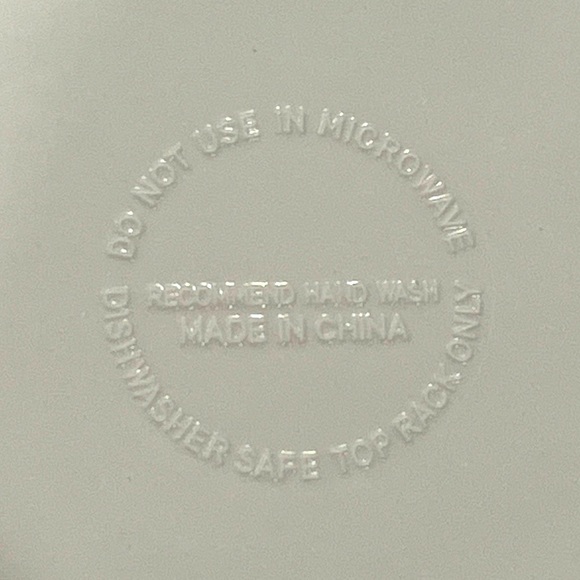 DO NOT USE IN MICROWAVE
RECOMMEND HAND WASH
MADE IN CHINA
DISHWASHER SAFE TOP RACK ONLY